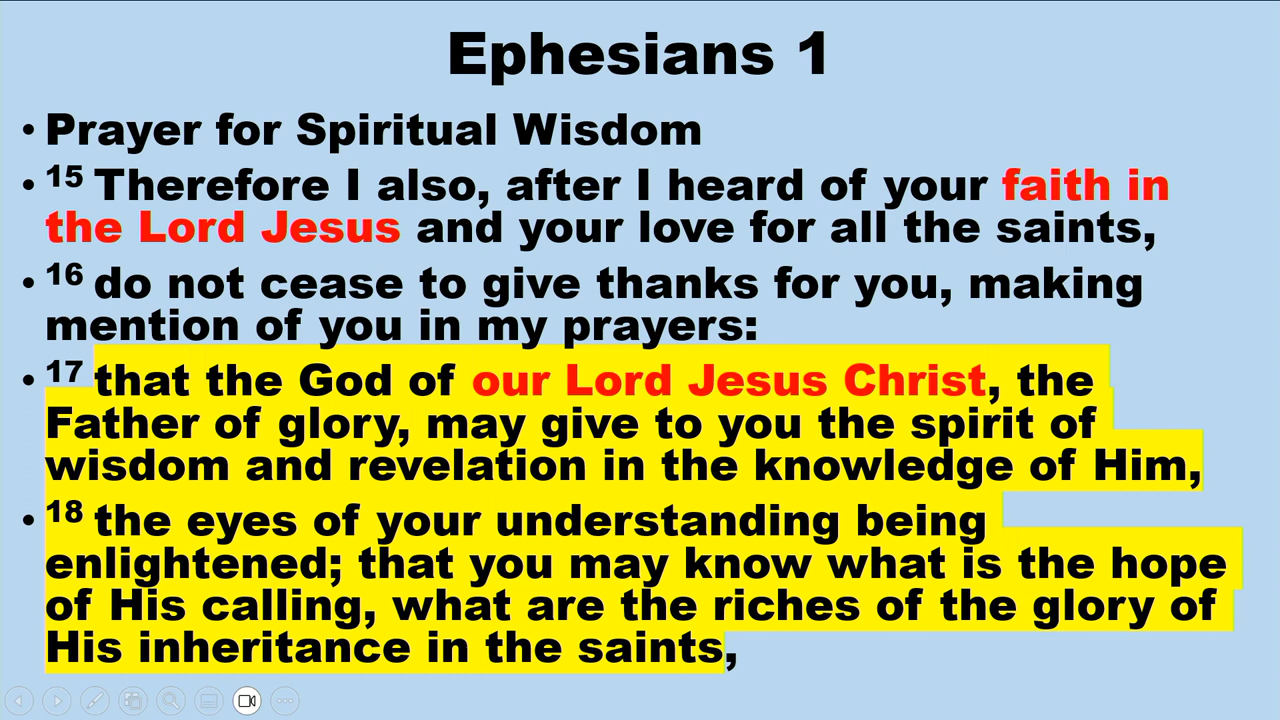 Ephesians 1
• Prayer for Spiritual Wisdom
• 15 Therefore I also, after I heard of your faith in
the Lord Jesus and your love for all the saints,
• 16 do not cease to give thanks for you, making
mention of you in my prayers:
• 17 that the God of our Lord Jesus Christ, the
Father of glory, may give to you the spirit of
wisdom and revelation in the knowledge of Him,
• 18 the eyes of your understanding being
enlightened; that you may know what is the hope
of His calling, what are the riches of the glory of
His inheritance in the saints,